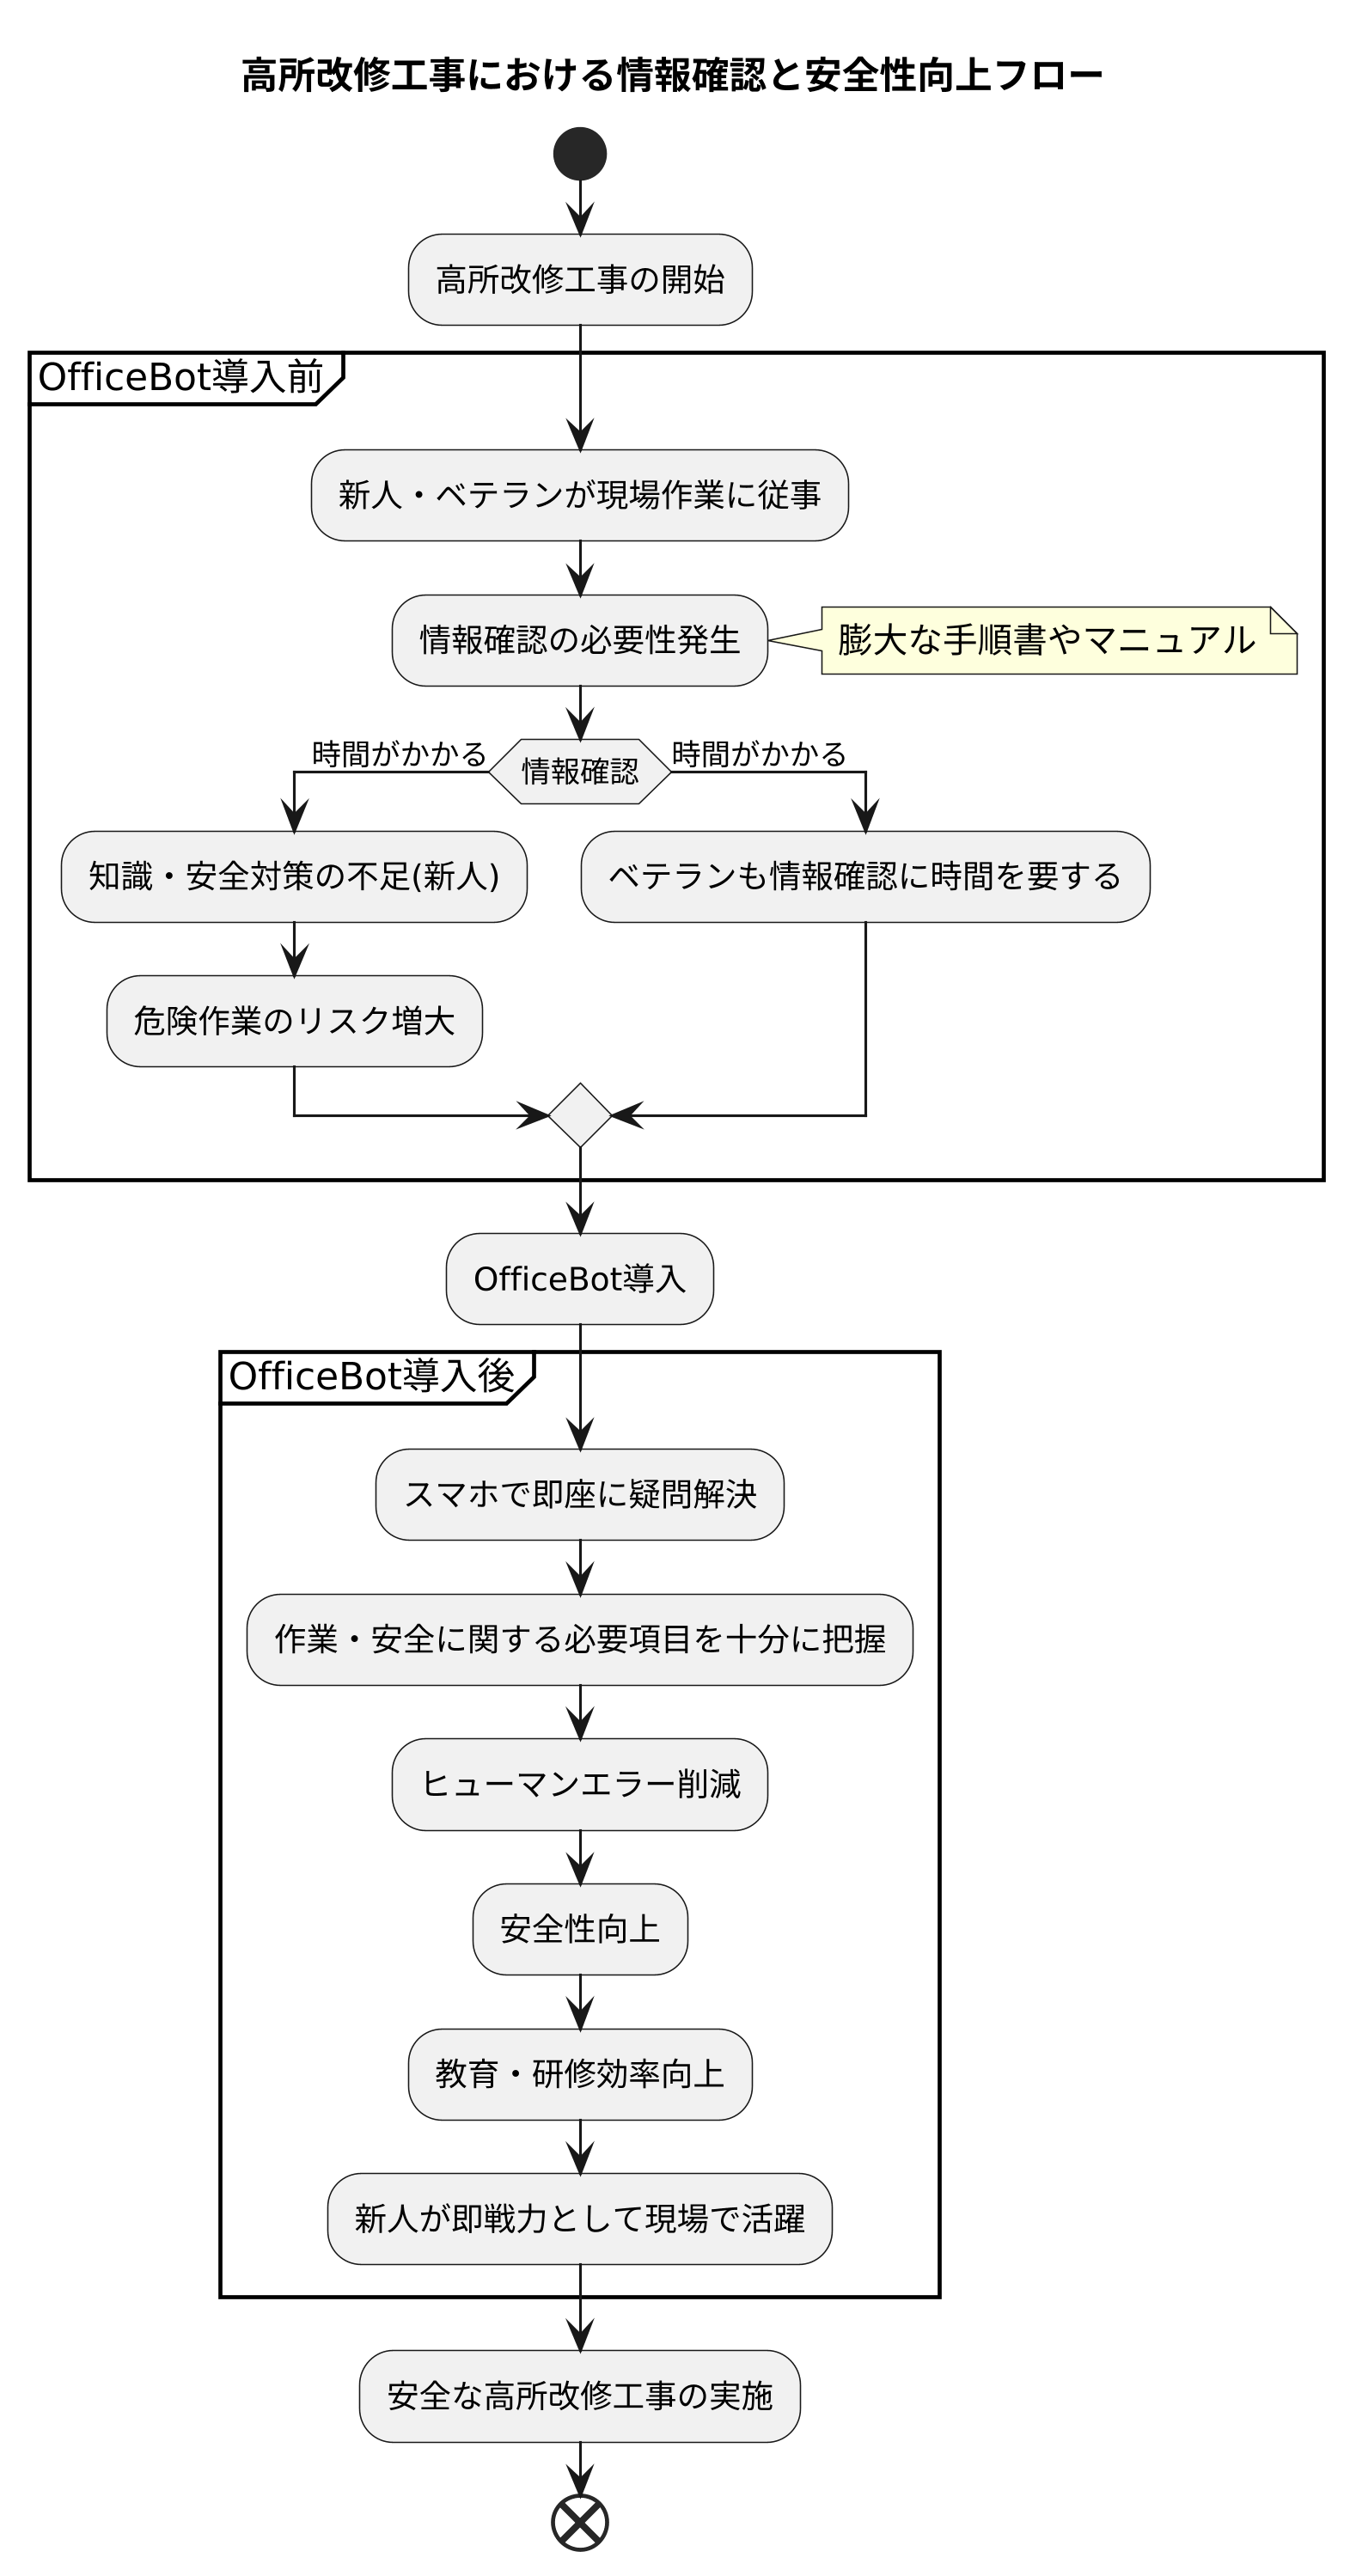 高所改修工事における情報確認と安全性向上フロー
高所改修工事の開始
OfficeBot導入前
新人・ベテランが現場作業に従事
情報確認の必要性発生
膨大な手順書やマニュアル
時間がかかる
情報確認
時間がかかる
知識・安全対策の不足(新人)
ベテランも情報確認に時間を要する
危険作業のリスク増大
OfficeBot導入
OfficeBot導入後
スマホで即座に疑問解決
作業・安全に関する必要項目を十分に把握
ヒューマンエラー削減
安全性向上
教育・研修効率向上
新人が即戦力として現場で活躍
安全な高所改修工事の実施